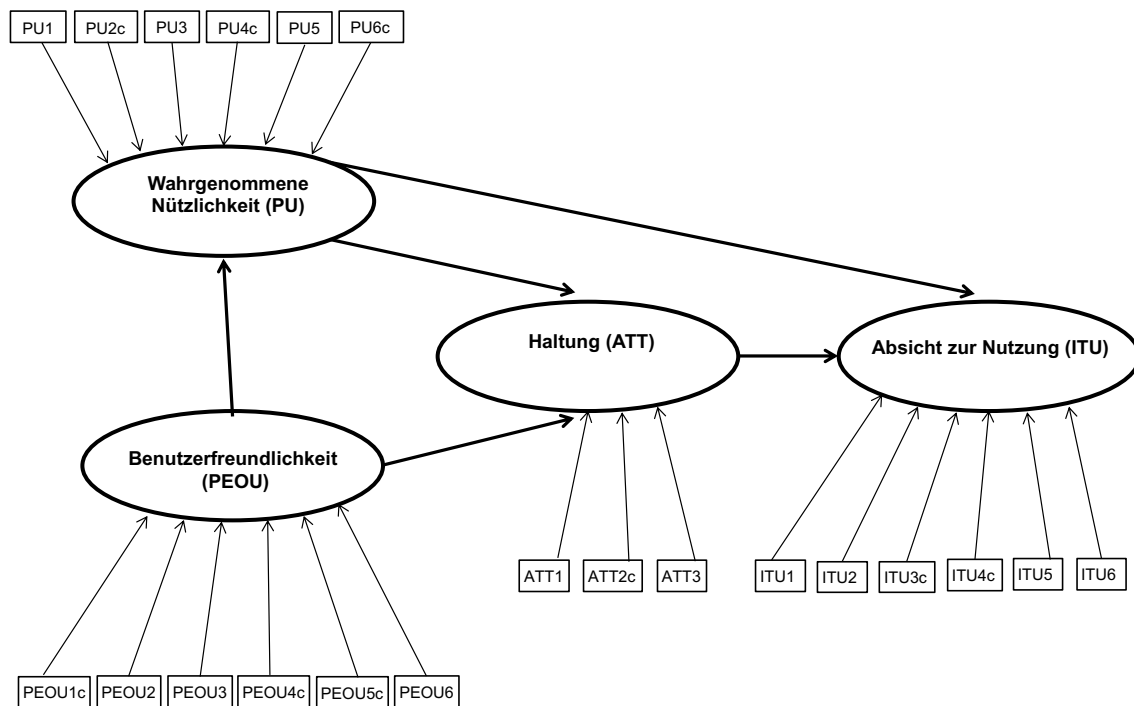 PU1 PU2c PU3 PU4c PU5 PU6c
Wahrgenommene
Nützlichkeit (PU)
Haltung (ATT)
Absicht zur Nutzung (ITU)
Benutzerfreundlichkeit
(PEOU)
ATT1 ATT2c ATT3
ITU1 ITU2 ITU3c ITU4c ITU5 ITU6
PEOU1c PEOU2 PEOU3 PEOU4c PEOU5c PEOU6